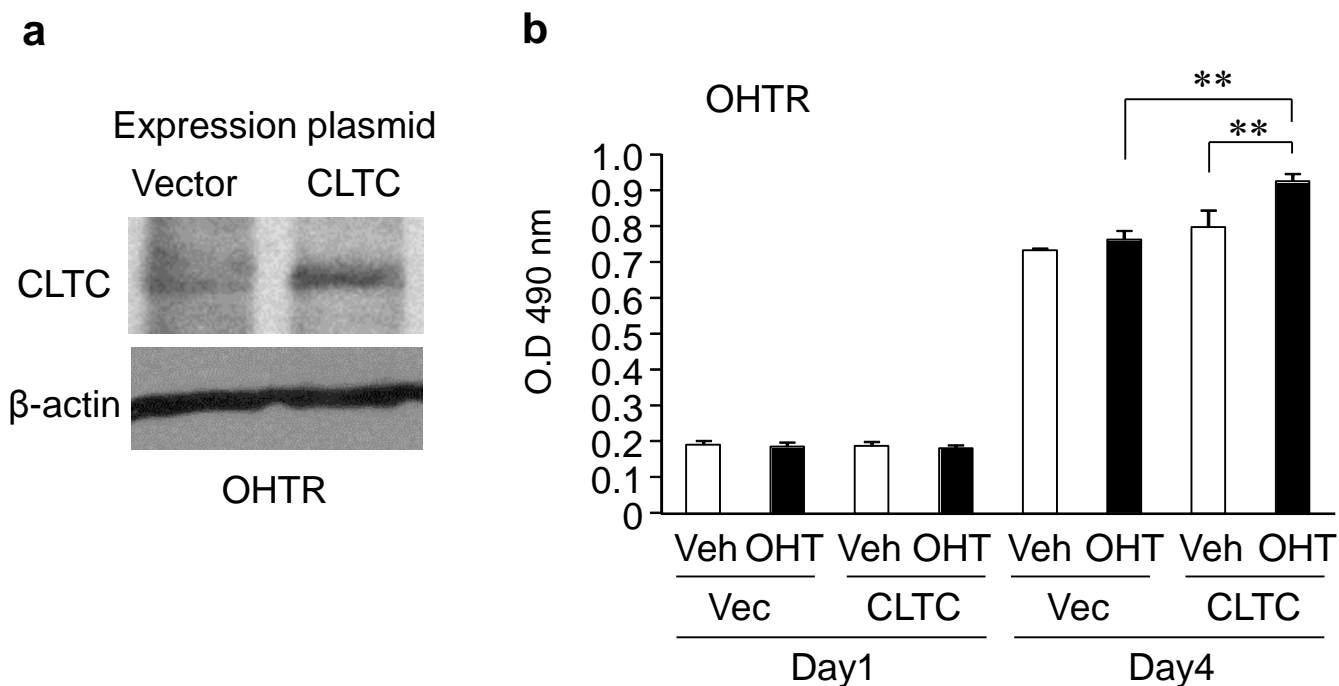 a
Expression plasmid
Vector CLTC
CLTC
β-actin
OHTR
b
OHTR
**
**
O.D 490 nm
1.0
0.9
0.8
0.7
0.6
0.5
0.4
0.3
0.2
0.1
0
Veh OHT Veh OHT Veh OHT Veh OHT
Vec CLTC Vec CLTC
Day1 Day4